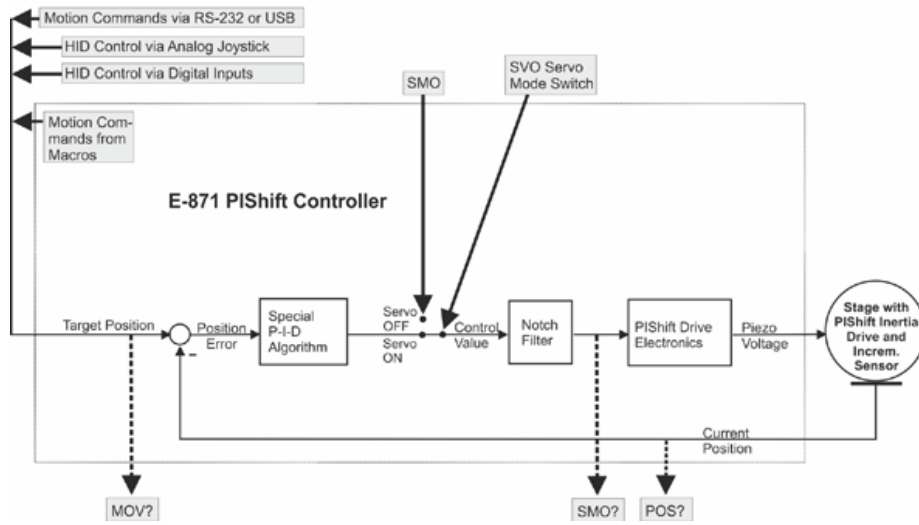 Motion Commands via RS-232 or USB
HID Control via Analog Joystick
HID Control via Digital Inputs
Motion Com-
mands from
Macros
SMO
SVO Servo
Mode Switch
E-871 PIShift Controller
Target Position
Position
Error
Special
P-I-D
Algorithm
Servo
OFF
Servo
ON
Control
Value
Notch
Filter
PIShift Drive
Electronics
Piezo
Voltage
Stage with
PIShift Inertia
Drive and
Increm.
Sensor
Current
Position
MOV?
SMO?
POS?